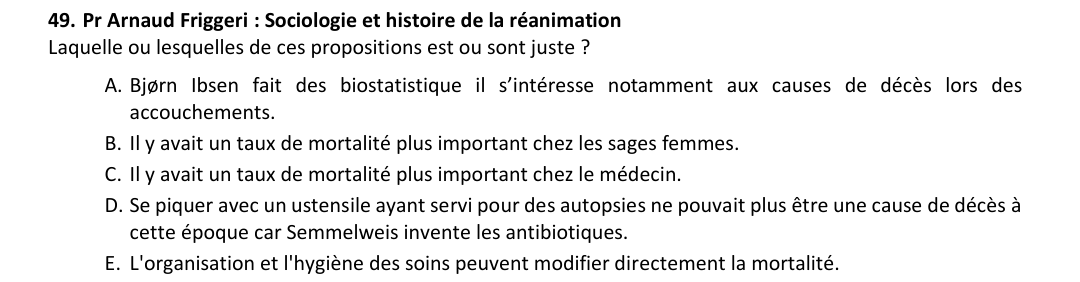 49. Pr Arnaud Friggeri : Sociologie et histoire de la réanimation
Laquelle ou lesquelles de ces propositions est ou sont juste ?
A. Bjørn Ibsen fait des biostatistique il s’intéresse notamment aux causes de décès lors des
accouchements.
B. Il y avait un taux de mortalité plus important chez les sages femmes.
C. Il y avait un taux de mortalité plus important chez le médecin.
D. Se piquer avec un ustensile ayant servi pour des autopsies ne pouvait plus être une cause de décès à
cette époque car Semmelweis invente les antibiotiques.
E. L'organisation et l'hygiène des soins peuvent modifier directement la mortalité.